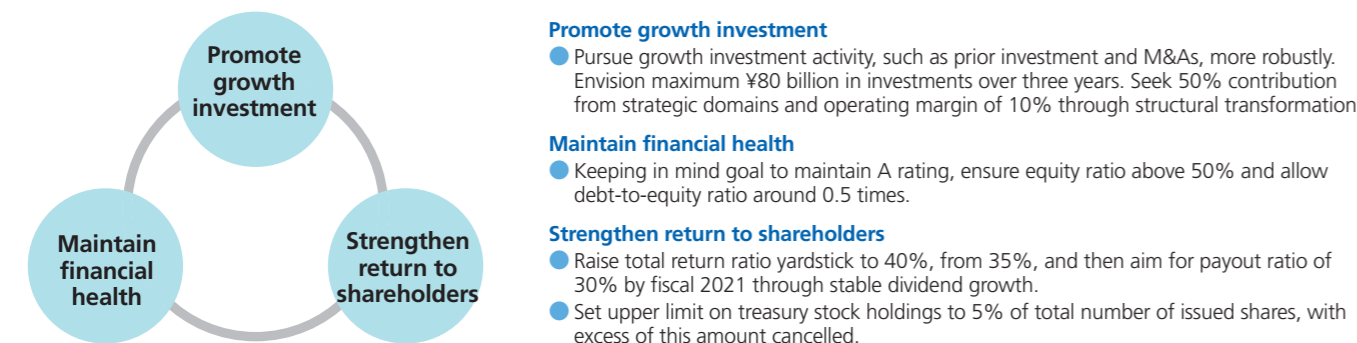 Promote
growth
investment
Maintain
financial
health
Strengthen
return to
shareholders
Promote growth investment
● Pursue growth investment activity, such as prior investment and M&As, more robustly.
Envision maximum ¥80 billion in investments over three years. Seek 50% contribution
from strategic domains and operating margin of 10% through structural transformation
Maintain financial health
● Keeping in mind goal to maintain A rating, ensure equity ratio above 50% and allow
debt-to-equity ratio around 0.5 times.
Strengthen return to shareholders
● Raise total return ratio yardstick to 40%, from 35%, and then aim for payout ratio of
30% by fiscal 2021 through stable dividend growth.
● Set upper limit on treasury stock holdings to 5% of total number of issued shares, with
excess of this amount cancelled.